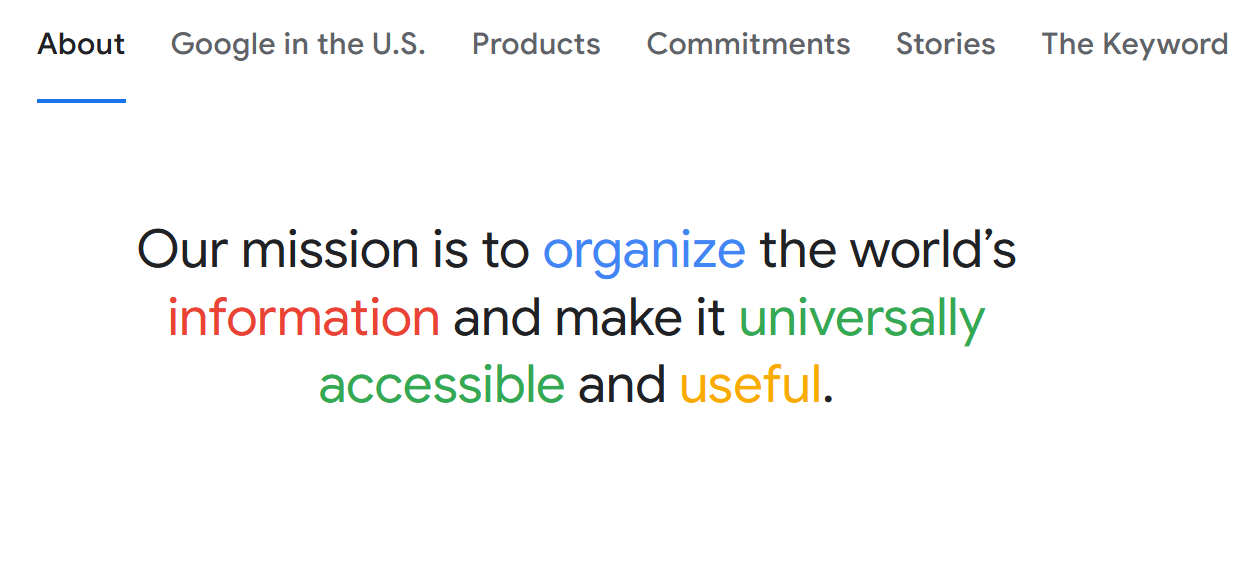 About Google in the U.S. Products Commitments Stories The Keyword
Our mission is to organize the world’s
information and make it universally
accessible and useful.